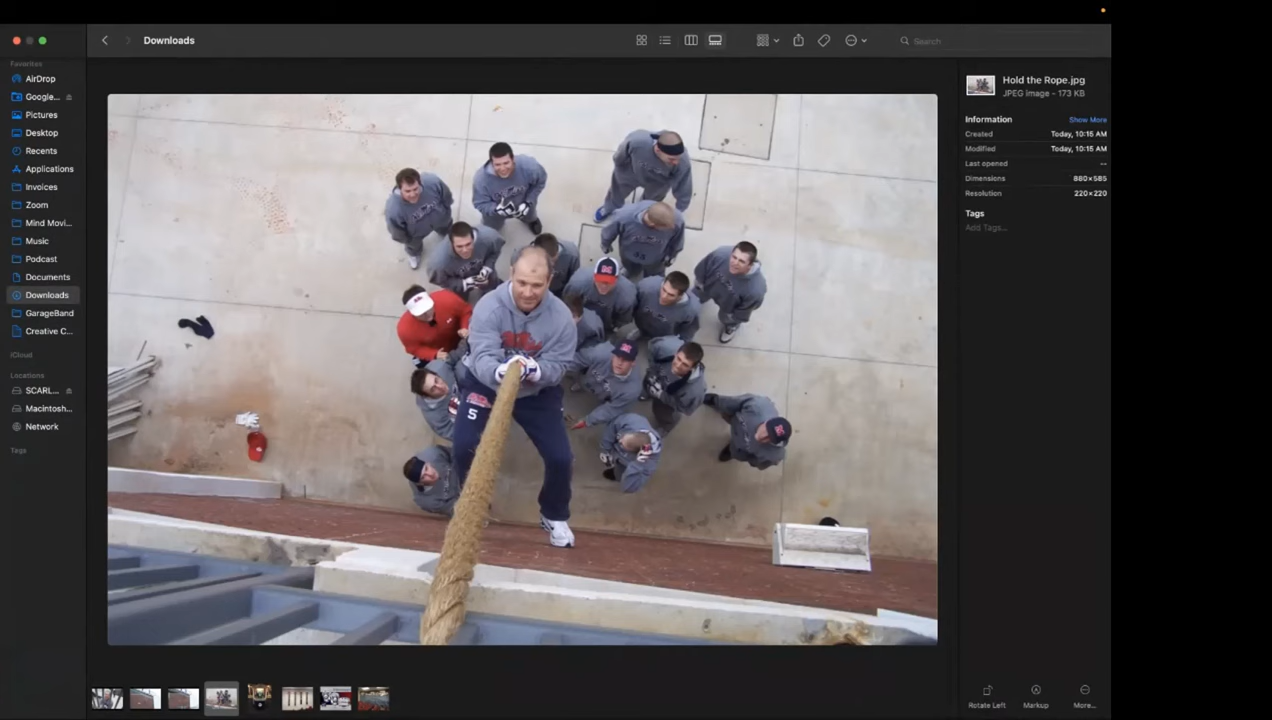 Downloads
Search
Favorites
AirDrop
Google...
Pictures
Desktop
Recents
Applications
Invoices
Zoom
Mind Movi...
Music
Podcast
Documents
Downloads
GarageBand
Creative C...
iCloud
Locations
SCARL...
Macintosh...
Network
Tags
5
M
Hold the Rope.jpg
JPEG image - 173 KB
Information Show More
Created Today, 10:15 AM
Modified Today, 10:15 AM
Last opened --
Dimensions 880×585
Resolution 220×220
Tags
Add Tags...
Rotate Left Markup More...